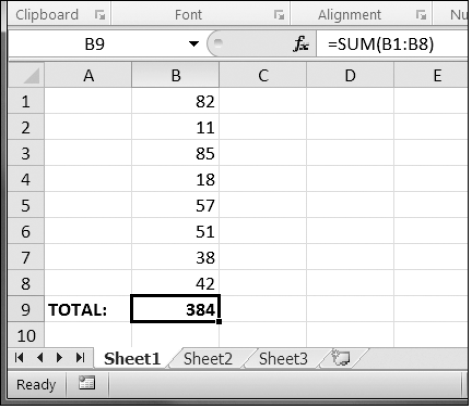 Clipboard Font Alignment Nu
B9 fx =SUM(B1:B8)
A B C D E
1 82
2 11
3 85
4 18
5 57
6 51
7 38
8 42
9 TOTAL: 384
10
Sheet1 Sheet2 Sheet3
Ready